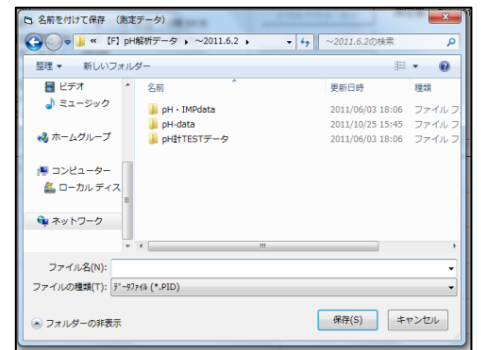 名前を付けて保存 (測定データ)
« [F] pH解析データ ▸ ~2011.6.2 ▸
~2011.6.2の検索
整理 ▼ 新しいフォルダー
ビデオ
ミュージック
ホームグループ
コンピューター
ローカル ディス
ネットワーク
名前 更新日時 種類
pH・IMPdata 2011/06/03 18:06 ファイル フ
pH-data 2011/10/25 15:45 ファイル フ
pH計TESTデータ 2011/06/03 18:06 ファイル フ
ファイル名(N):
ファイルの種類(T): ﾃﾞｰﾀﾌｧｲﾙ (*.PID)
フォルダーの非表示
保存(S) キャンセル